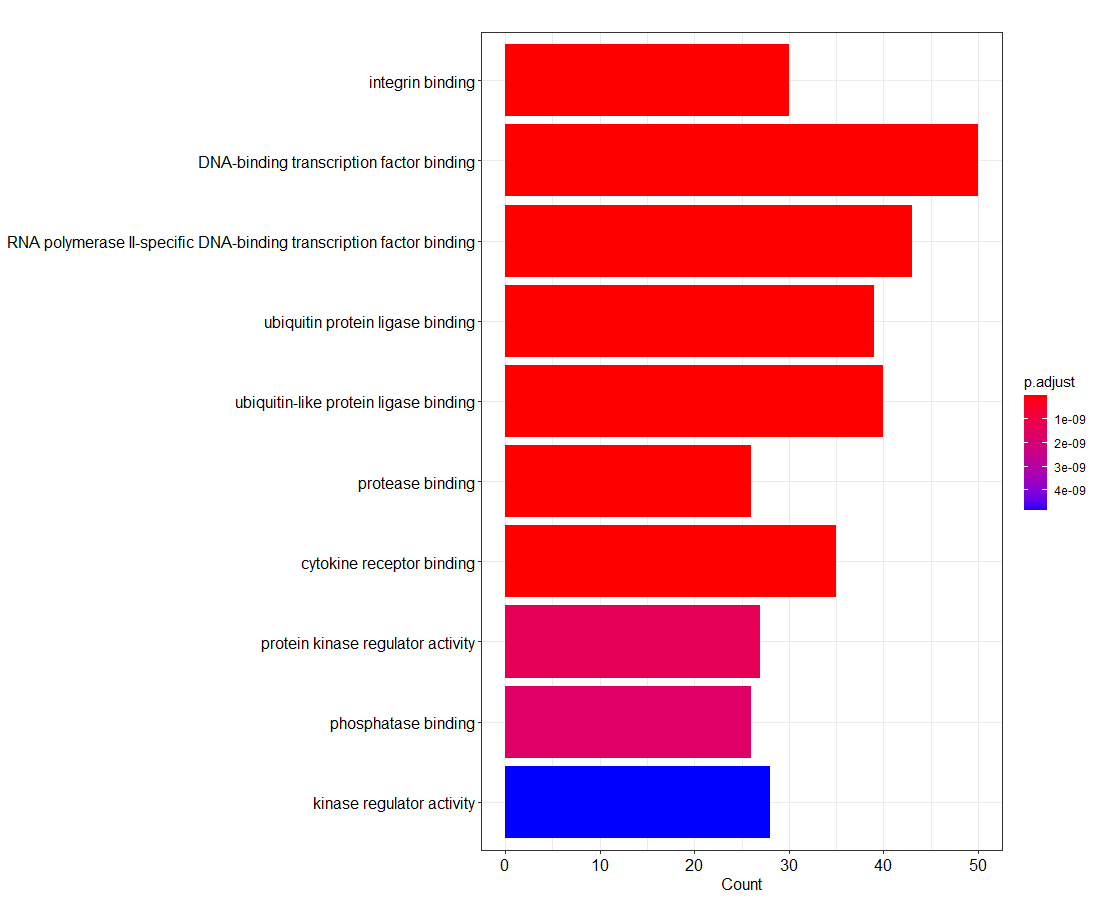 integrin binding
DNA-binding transcription factor binding
RNA polymerase II-specific DNA-binding transcription factor binding
ubiquitin protein ligase binding
ubiquitin-like protein ligase binding
protease binding
cytokine receptor binding
protein kinase regulator activity
phosphatase binding
kinase regulator activity
0 10 20 30 40 50
Count
p.adjust
1e-09
2e-09
3e-09
4e-09